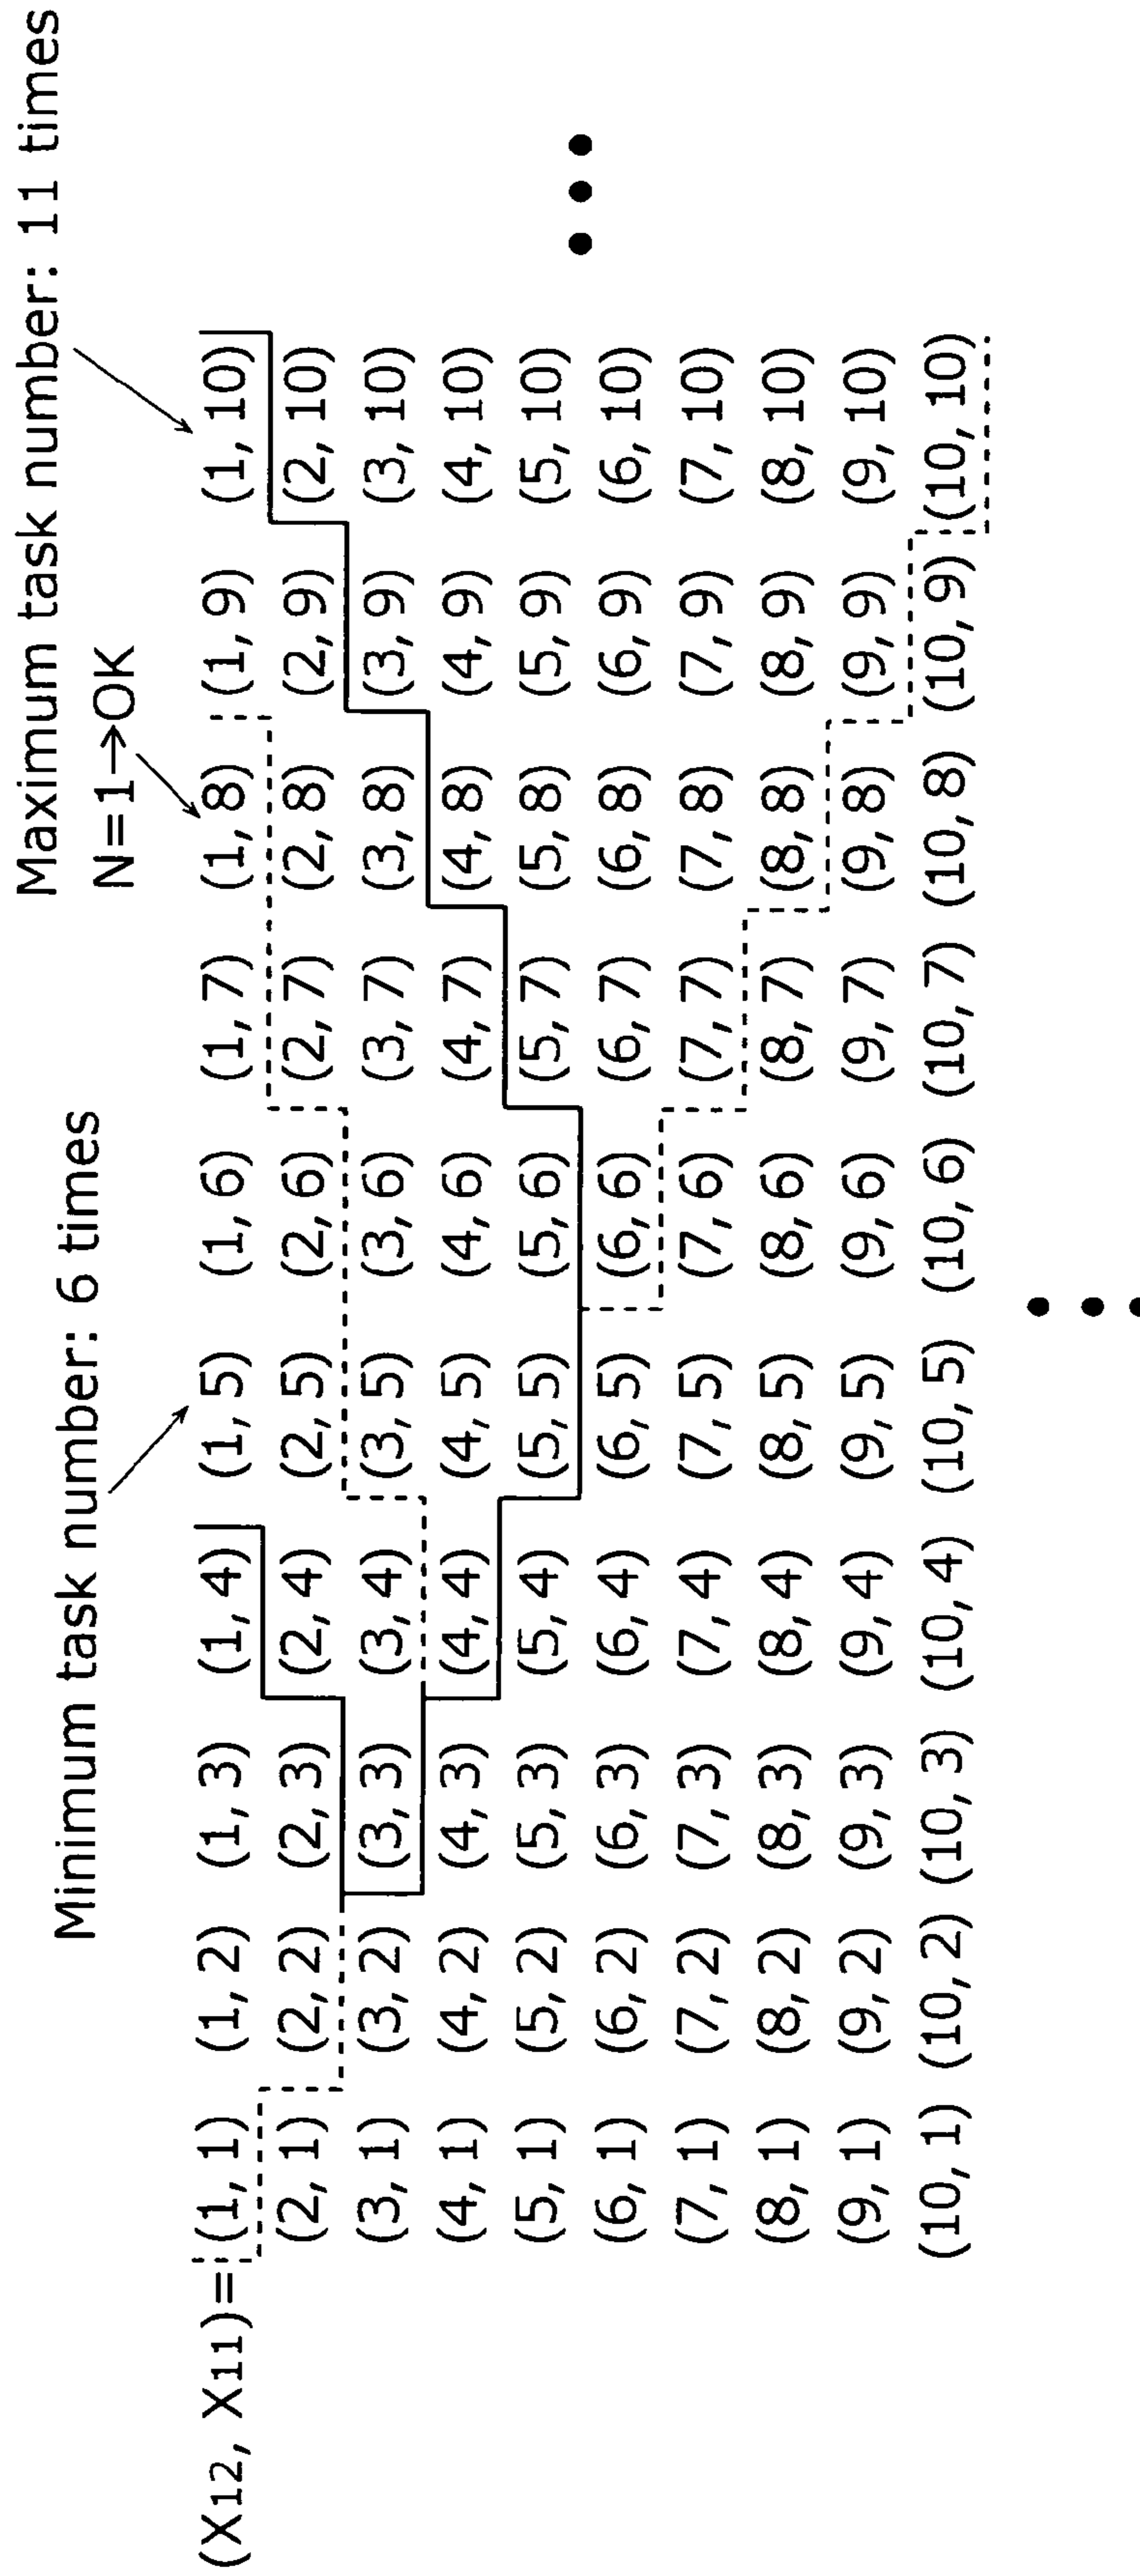 Maximum task number: 11 times
N=1→OK
Minimum task number: 6 times
(X12, X11)= (1, 1) (1, 2) (1, 3) (1, 4) (1, 5) (1, 6) (1, 7) (1, 8) (1, 9) (1, 10)
(2, 1) (2, 2) (2, 3) (2, 4) (2, 5) (2, 6) (2, 7) (2, 8) (2, 9) (2, 10)
(3, 1) (3, 2) (3, 3) (3, 4) (3, 5) (3, 6) (3, 7) (3, 8) (3, 9) (3, 10)
(4, 1) (4, 2) (4, 3) (4, 4) (4, 5) (4, 6) (4, 7) (4, 8) (4, 9) (4, 10)
(5, 1) (5, 2) (5, 3) (5, 4) (5, 5) (5, 6) (5, 7) (5, 8) (5, 9) (5, 10)
(6, 1) (6, 2) (6, 3) (6, 4) (6, 5) (6, 6) (6, 7) (6, 8) (6, 9) (6, 10)
(7, 1) (7, 2) (7, 3) (7, 4) (7, 5) (7, 6) (7, 7) (7, 8) (7, 9) (7, 10)
(8, 1) (8, 2) (8, 3) (8, 4) (8, 5) (8, 6) (8, 7) (8, 8) (8, 9) (8, 10)
(9, 1) (9, 2) (9, 3) (9, 4) (9, 5) (9, 6) (9, 7) (9, 8) (9, 9) (9, 10)
(10, 1) (10, 2) (10, 3) (10, 4) (10, 5) (10, 6) (10, 7) (10, 8) (10, 9) (10, 10)